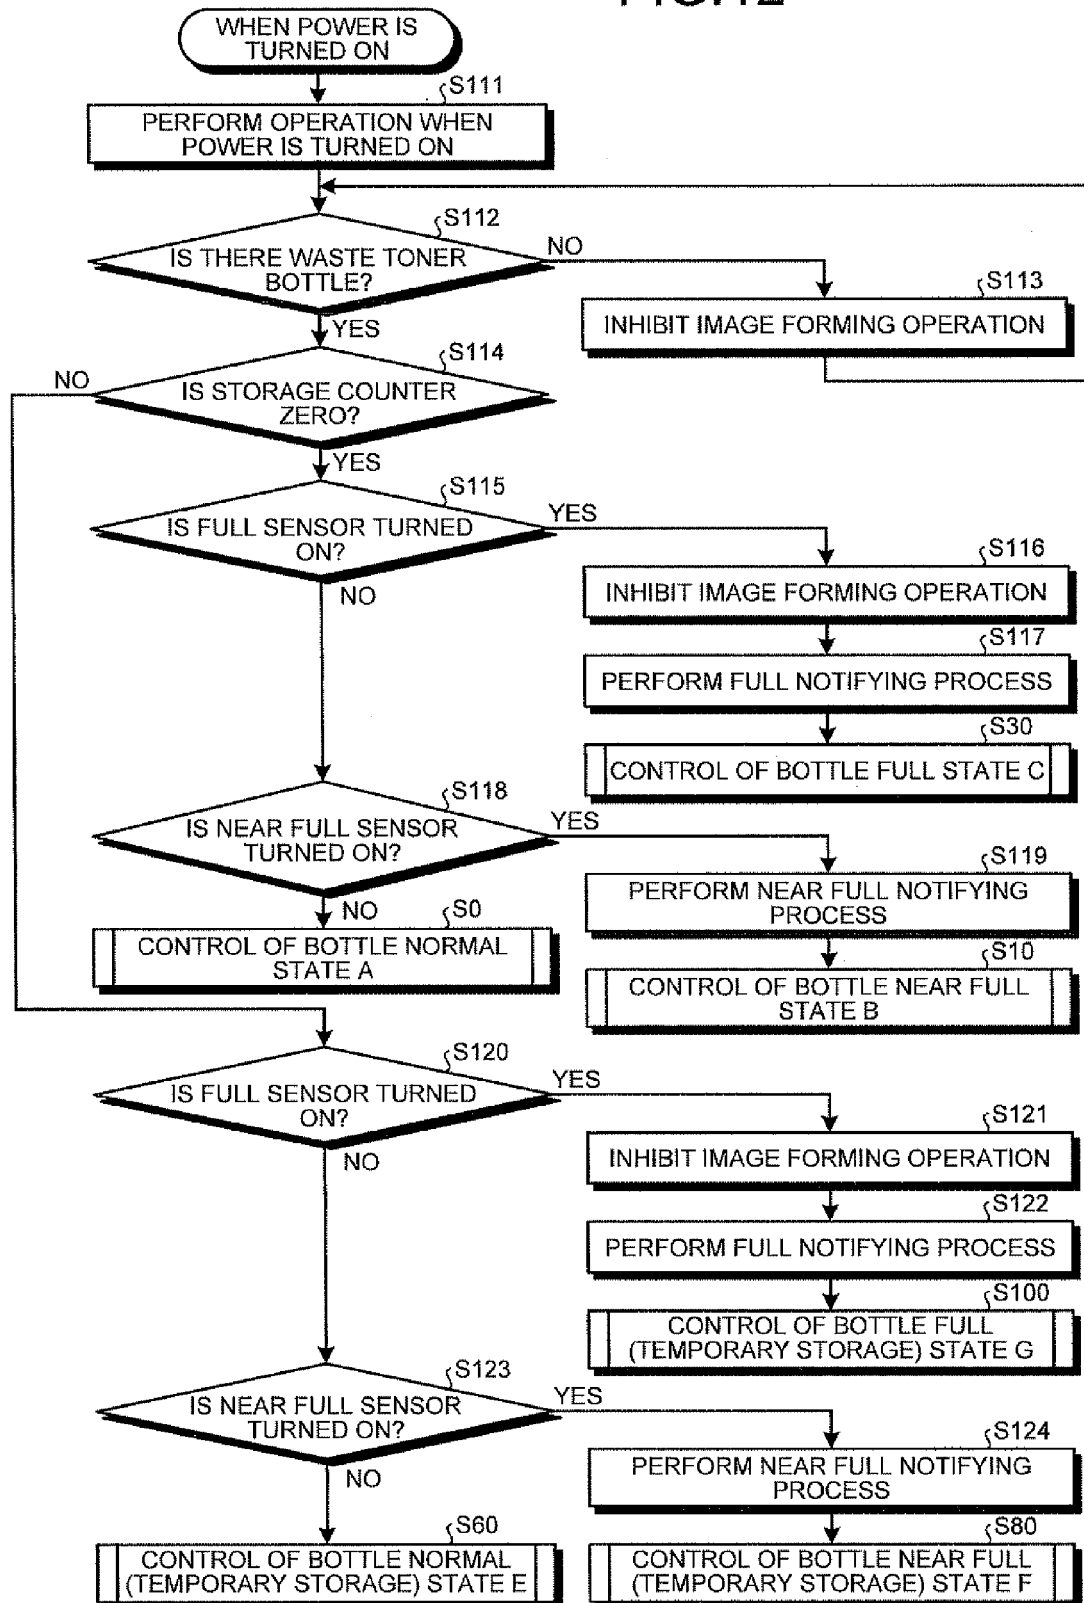 FIG.12
WHEN POWER IS
TURNED ON
S111
PERFORM OPERATION WHEN
POWER IS TURNED ON
S112
IS THERE WASTE TONER
BOTTLE?
NO
S113
INHIBIT IMAGE FORMING OPERATION
YES
S114
NO
IS STORAGE COUNTER
ZERO?
YES
S115
IS FULL SENSOR TURNED
ON?
YES
S116
INHIBIT IMAGE FORMING OPERATION
NO
S117
PERFORM FULL NOTIFYING PROCESS
S30
CONTROL OF BOTTLE FULL STATE C
S118
IS NEAR FULL SENSOR
TURNED ON?
YES
S119
PERFORM NEAR FULL NOTIFYING
PROCESS
NO
S0
CONTROL OF BOTTLE NORMAL
STATE A
S10
CONTROL OF BOTTLE NEAR FULL
STATE B
S120
IS FULL SENSOR TURNED
ON?
YES
S121
INHIBIT IMAGE FORMING OPERATION
NO
S122
PERFORM FULL NOTIFYING PROCESS
S100
CONTROL OF BOTTLE FULL
(TEMPORARY STORAGE) STATE G
S123
IS NEAR FULL SENSOR
TURNED ON?
YES
S124
PERFORM NEAR FULL NOTIFYING
PROCESS
NO
S60
CONTROL OF BOTTLE NORMAL
(TEMPORARY STORAGE) STATE E
S80
CONTROL OF BOTTLE NEAR FULL
(TEMPORARY STORAGE) STATE F